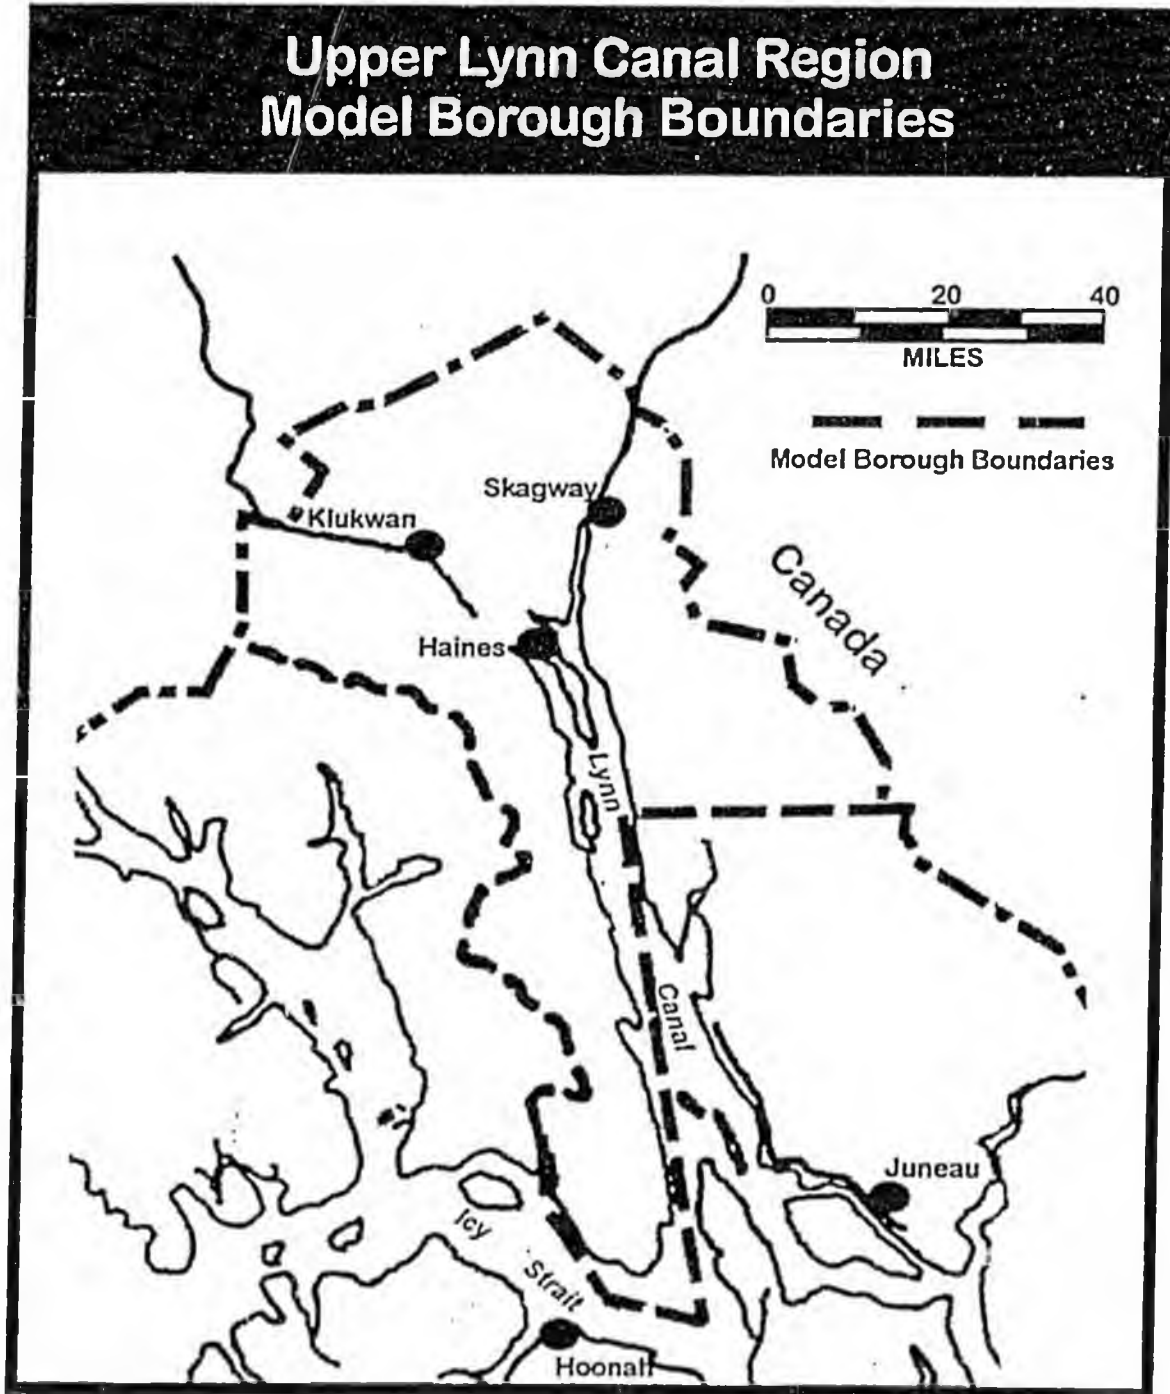 Upper Lynn Canal Region
Model Borough Boundaries
0 20 40
MILES
Model Borough Boundaries
Skagway
Klukwan
Canada
Haines
Lynn
Canal
Juneau
Icy
Strait
Hoonah